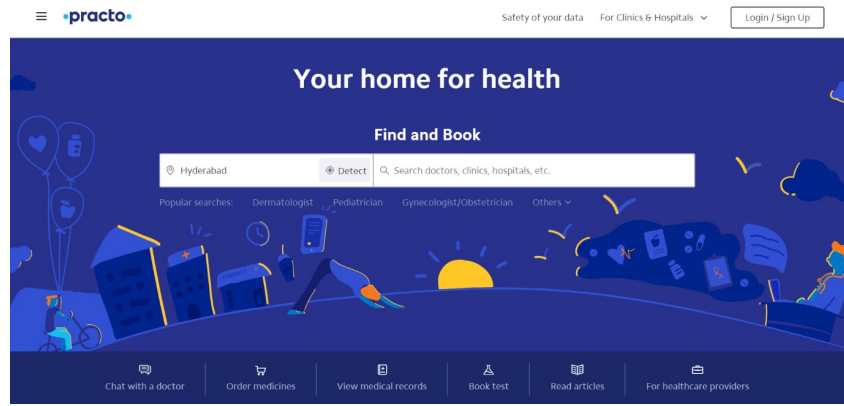 practo
Safety of your data
For Clinics & Hospitals
Login / Sign Up
Your home for health
Find and Book
Hyderabad
Detect
Search doctors, clinics, hospitals, etc.
Popular searches: Dermatologist Pediatrician Gynecologist/Obstetrician Others
Chat with a doctor
Order medicines
View medical records
Book test
Read articles
For healthcare providers